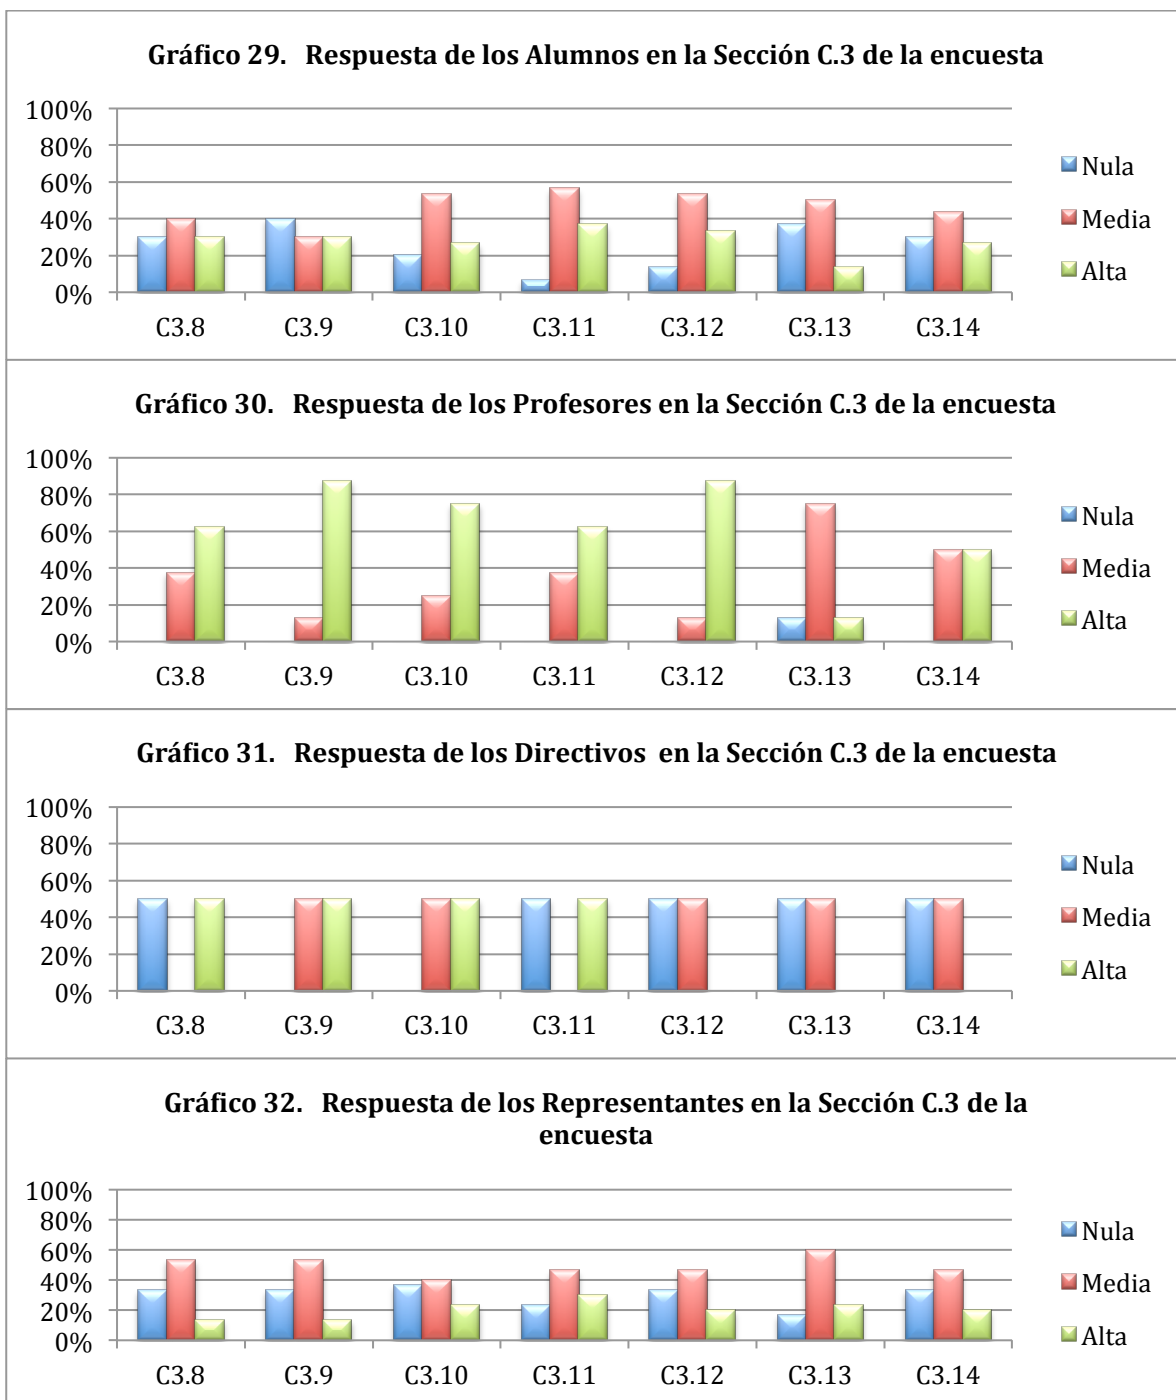 Gráfico 29. Respuesta de los Alumnos en la Sección C.3 de la encuesta
100%
80%
60%
40%
20%
0%
C3.8 C3.9 C3.10 C3.11 C3.12 C3.13 C3.14
Nula
Media
Alta
Gráfico 30. Respuesta de los Profesores en la Sección C.3 de la encuesta
100%
80%
60%
40%
20%
0%
C3.8 C3.9 C3.10 C3.11 C3.12 C3.13 C3.14
Nula
Media
Alta
Gráfico 31. Respuesta de los Directivos en la Sección C.3 de la encuesta
100%
80%
60%
40%
20%
0%
C3.8 C3.9 C3.10 C3.11 C3.12 C3.13 C3.14
Nula
Media
Alta
Gráfico 32. Respuesta de los Representantes en la Sección C.3 de la
encuesta
100%
80%
60%
40%
20%
0%
C3.8 C3.9 C3.10 C3.11 C3.12 C3.13 C3.14
Nula
Media
Alta